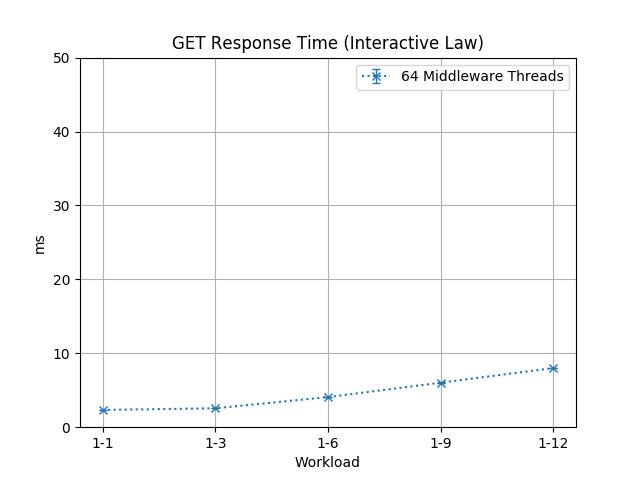 GET Response Time (Interactive Law)
64 Middleware Threads
50
40
30
20
10
0
ms
1-1
1-3
1-6
1-9
1-12
Workload